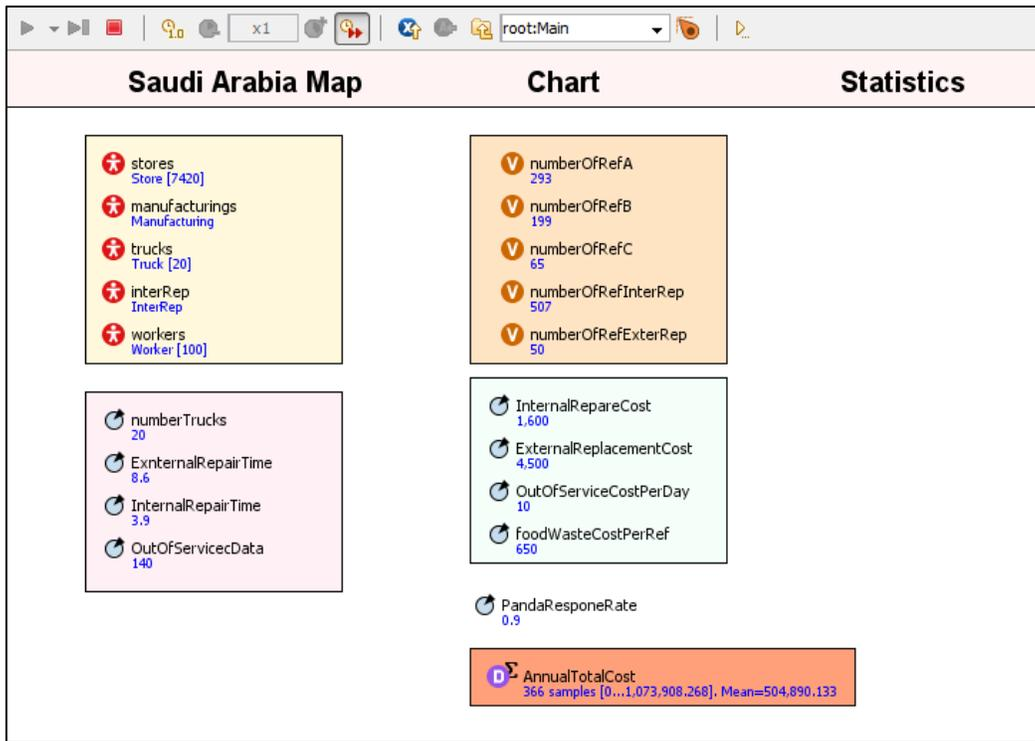 1.0
x1
root:Main
Saudi Arabia Map
Chart
Statistics
stores
Store [7420]
manufacturings
Manufacturing
trucks
Truck [20]
interRep
InterRep
workers
Worker [100]
numberTrucks
20
ExnternalRepairTime
8.6
InternalRepairTime
3.9
OutOfServicecData
140
V numberOfRefA
293
V numberOfRefB
199
V numberOfRefC
65
V numberOfRefInterRep
507
V numberOfRefExterRep
50
InternalRepareCost
1,600
ExternalReplacementCost
4,500
OutOfServiceCostPerDay
10
foodWasteCostPerRef
650
PandaResponeRate
0.9
D Σ AnnualTotalCost
366 samples [0...1,073,908.268]. Mean=504,890.133